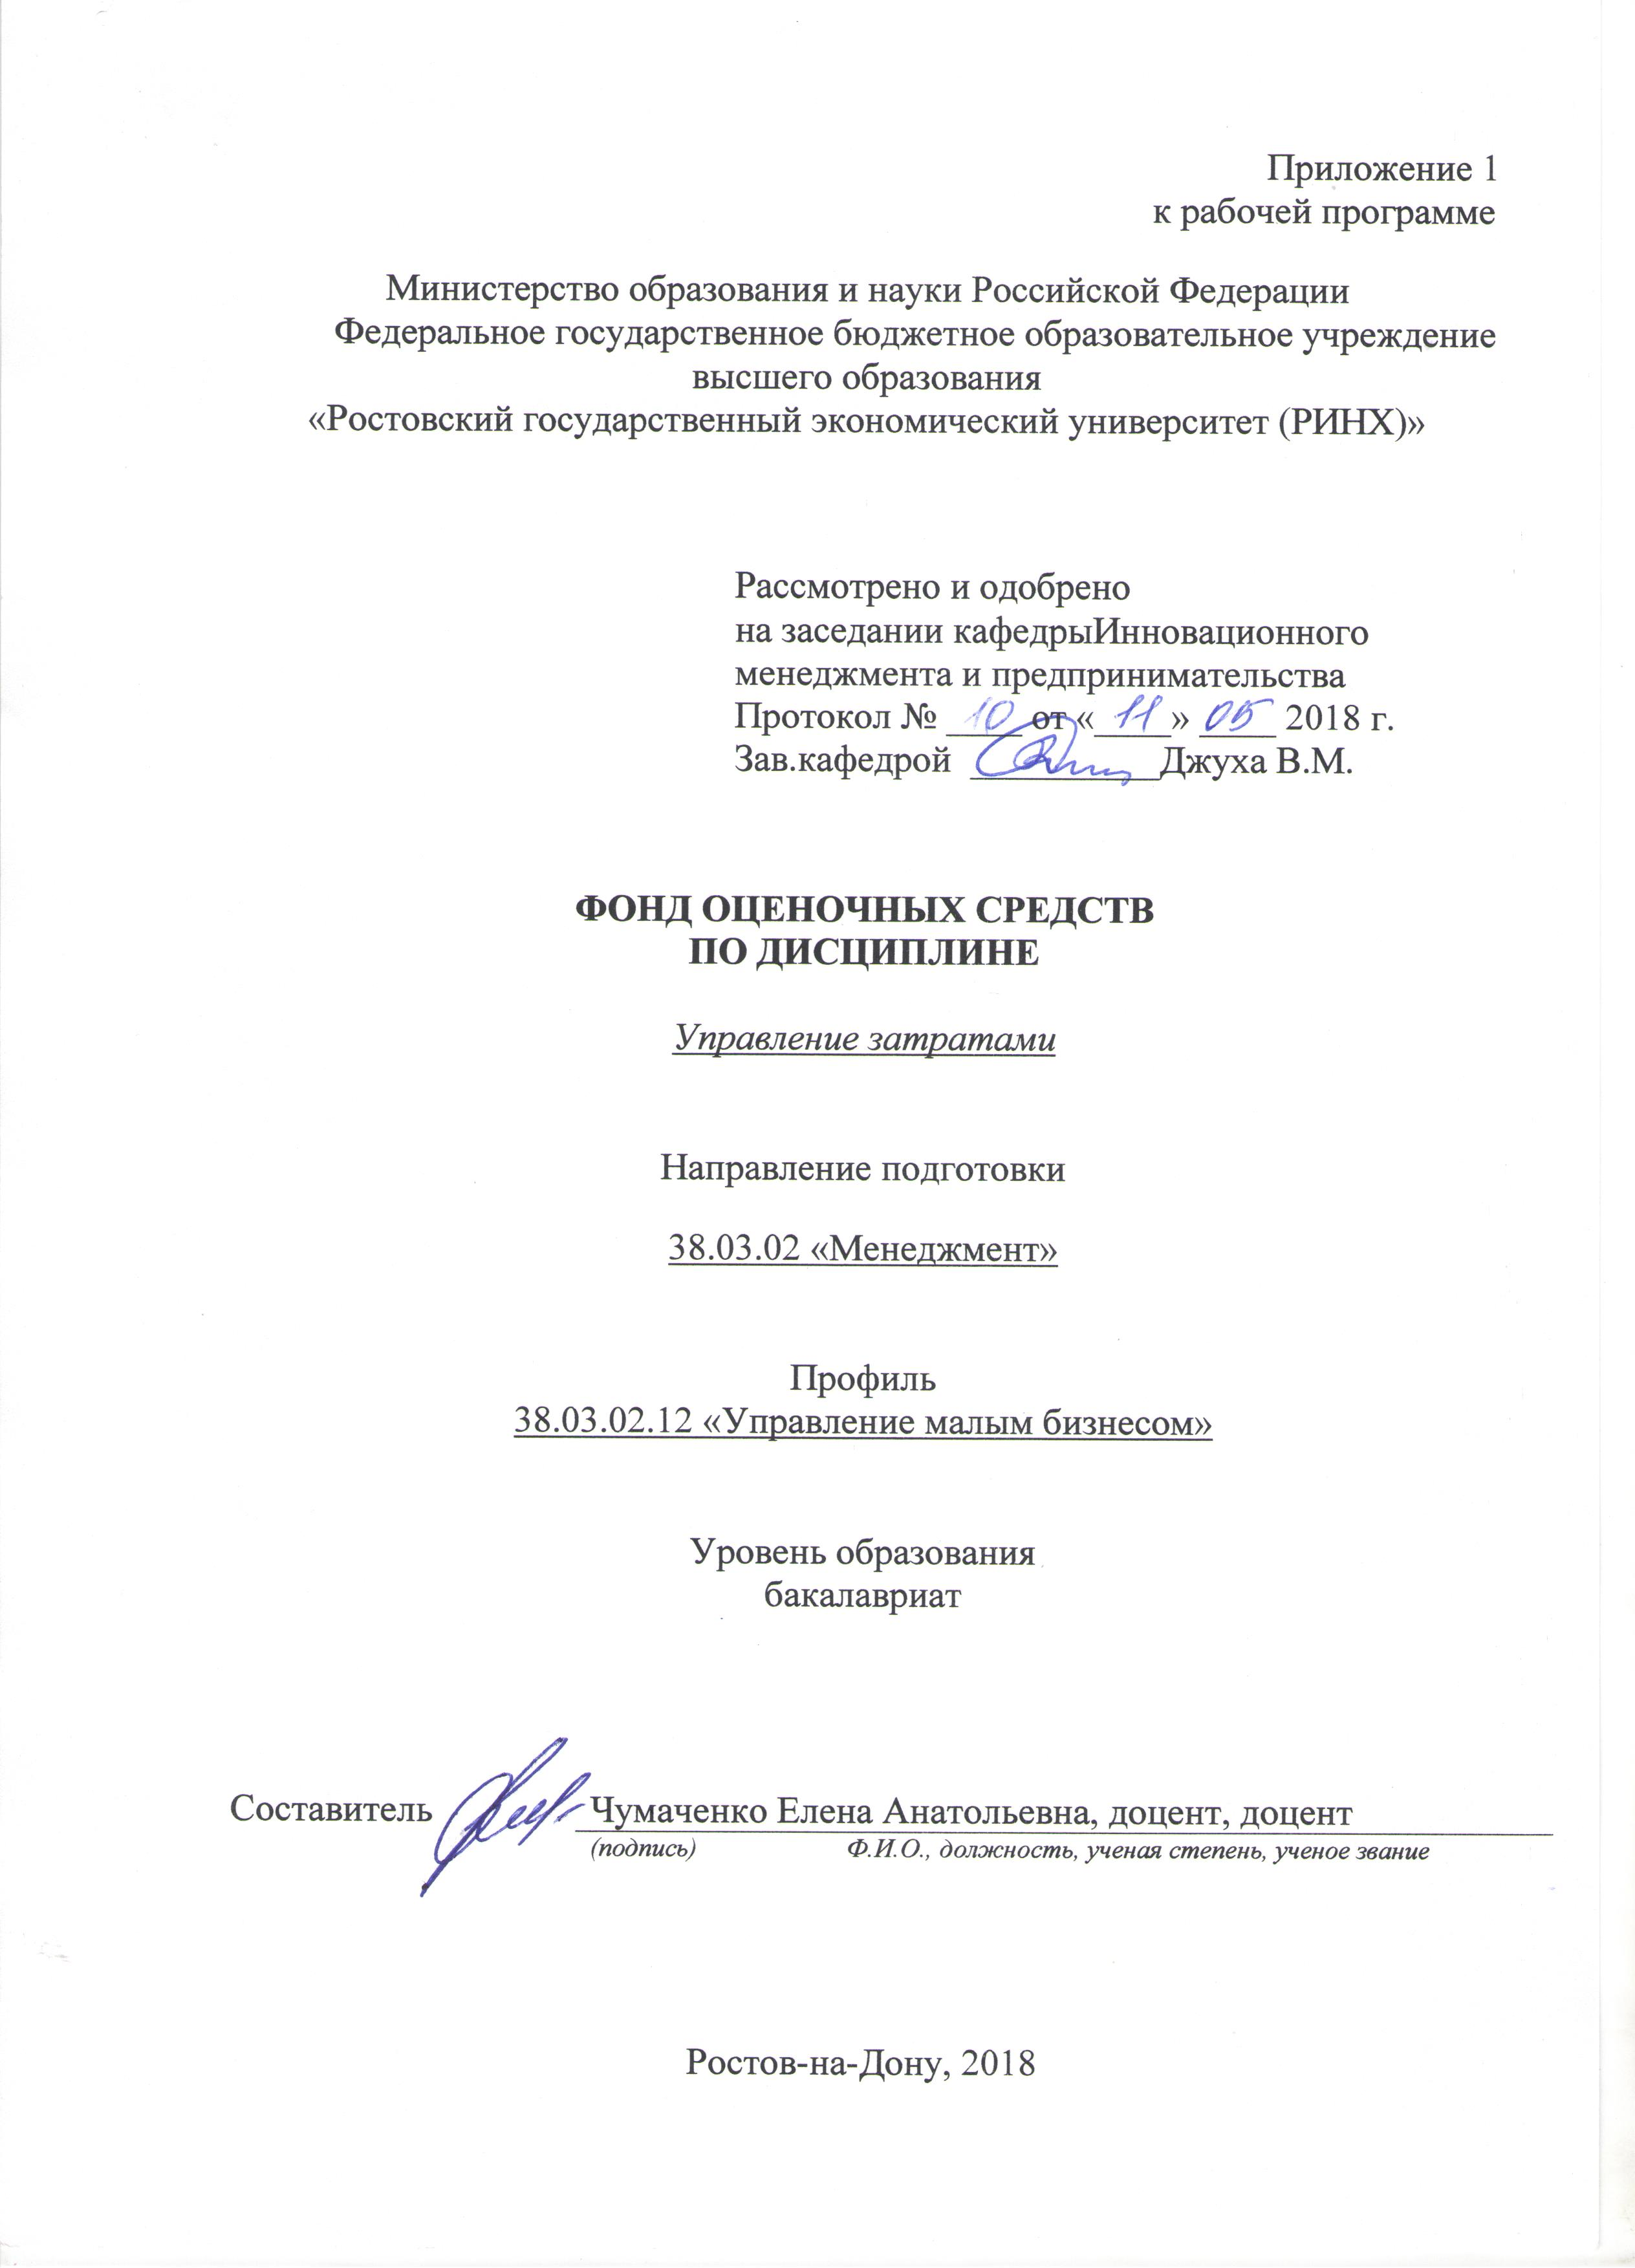 Приложение 1
к рабочей программе
Министерство образования и науки Российской Федерации
Федеральное государственное бюджетное образовательное учреждение
высшего образования
«Ростовский государственный экономический университет (РИНХ)»
Рассмотрено и одобрено
на заседании кафедрыИнновационного
менеджмента и предпринимательства
Протокол № 10 от «11» 05 2018 г.
Зав.кафедрой Джуха В.М.
ФОНД ОЦЕНОЧНЫХ СРЕДСТВ
ПО ДИСЦИПЛИНЕ
Управление затратами
Направление подготовки
38.03.02 «Менеджмент»
Профиль
38.03.02.12 «Управление малым бизнесом»
Уровень образования
бакалавриат
Составитель Чумаченко Елена Анатольевна, доцент, доцент
(подпись) Ф.И.О., должность, ученая степень, ученое звание
Ростов-на-Дону, 2018